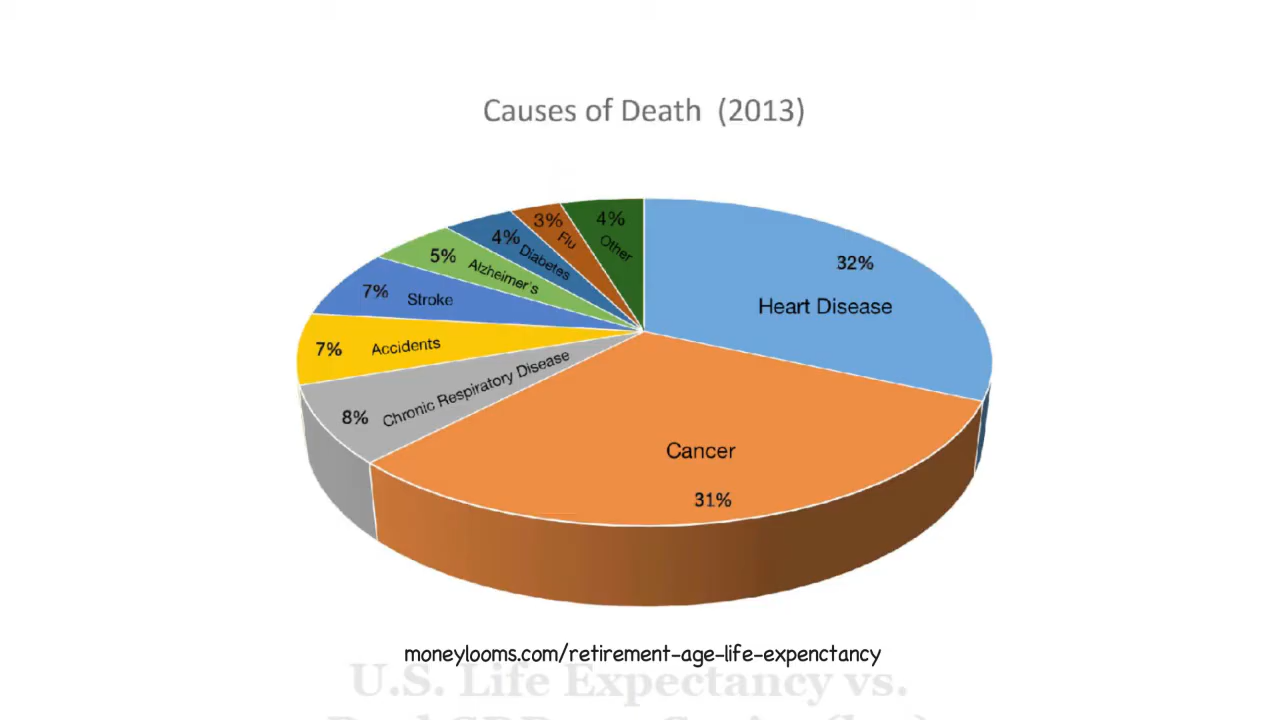 Causes of Death (2013)
4%
Other
3%
Flu
4%
Diabetes
5%
Alzheimer's
7%
Stroke
7%
Accidents
8%
Chronic Respiratory Disease
32%
Heart Disease
Cancer
31%
moneylooms.com/retirement-age-life-expenctancy
U.S. Life Expectancy vs.